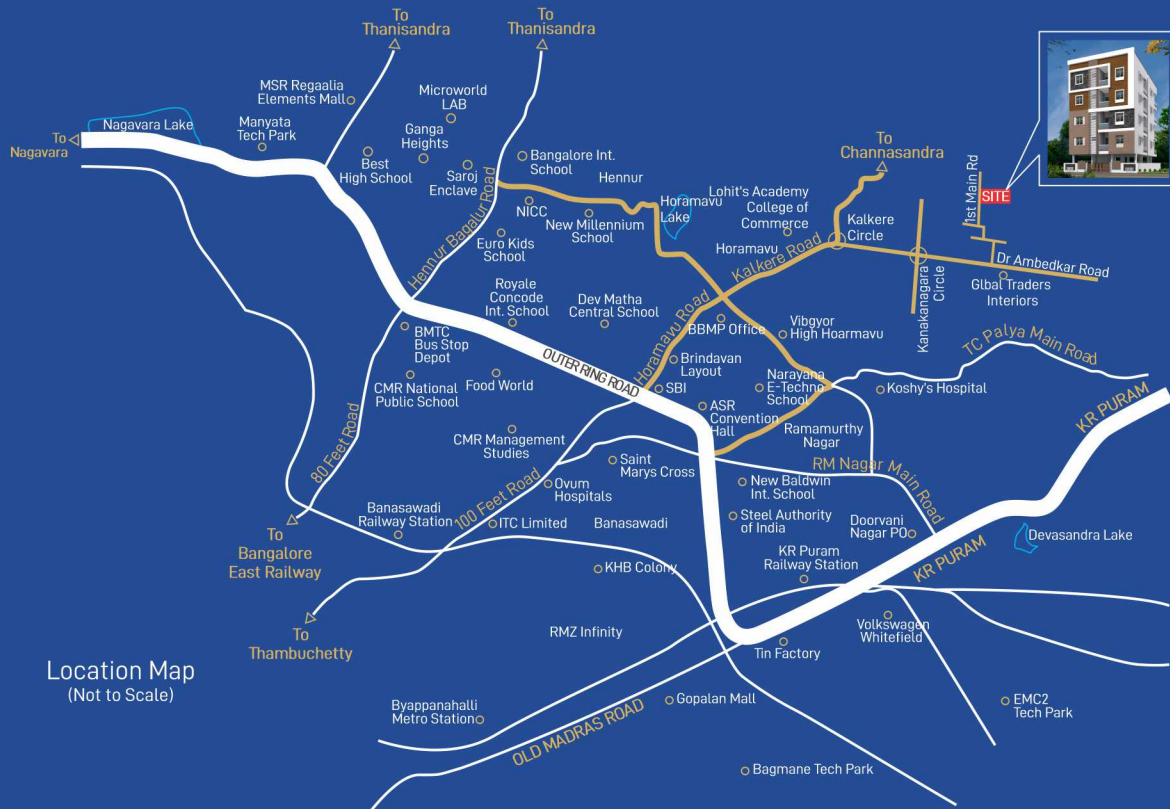 To
Thanisandra
To
Thanisandra
MSR Regaalia
Elements Mall
Microworld
LAB
Nagavara Lake
To
Nagavara
Manyata
Tech Park
Ganga
Heights
Best
High School
Saroj
Enclave
Bangalore Int.
School
Hennur
To
Channasandra
1st Main Rd
SITE
Hennur Bagalur Road
NICC
New Millennium
School
Horamavu
Lake
Lohit's Academy
College of
Commerce
Kalkere
Circle
Euro Kids
School
Horamavu
Kalkere Road
Dr Ambedkar Road
Kanakanagara
Circle
Glbal Traders
Interiors
Royale
Concode
Int. School
Dev Matha
Central School
Horamavu Road
BBMP Office
Vibgyor
High Hoarmavu
BMTC
Bus Stop
Depot
OUTER RING ROAD
TC Palya Main Road
Brindavan
Layout
CMR National
Public School
Food World
SBI
Narayana
E-Techno
School
Koshy's Hospital
KR PURAM
ASR
Convention
Hall
Ramamurthy
Nagar
80 Feet Road
CMR Management
Studies
Saint
Marys Cross
RM Nagar Main Road
100 Feet Road
Ovum
Hospitals
New Baldwin
Int. School
Banasawadi
Railway Station
ITC Limited
Banasawadi
Steel Authority
of India
Doorvani
Nagar PO
Devasandra Lake
To
Bangalore
East Railway
KHB Colony
KR Puram
Railway Station
KR PURAM
To
Thambuchetty
RMZ Infinity
Tin Factory
Volkswagen
Whitefield
Location Map
(Not to Scale)
Byappanahalli
Metro Station
OLD MADRAS ROAD
Gopalan Mall
EMC2
Tech Park
Bagmane Tech Park